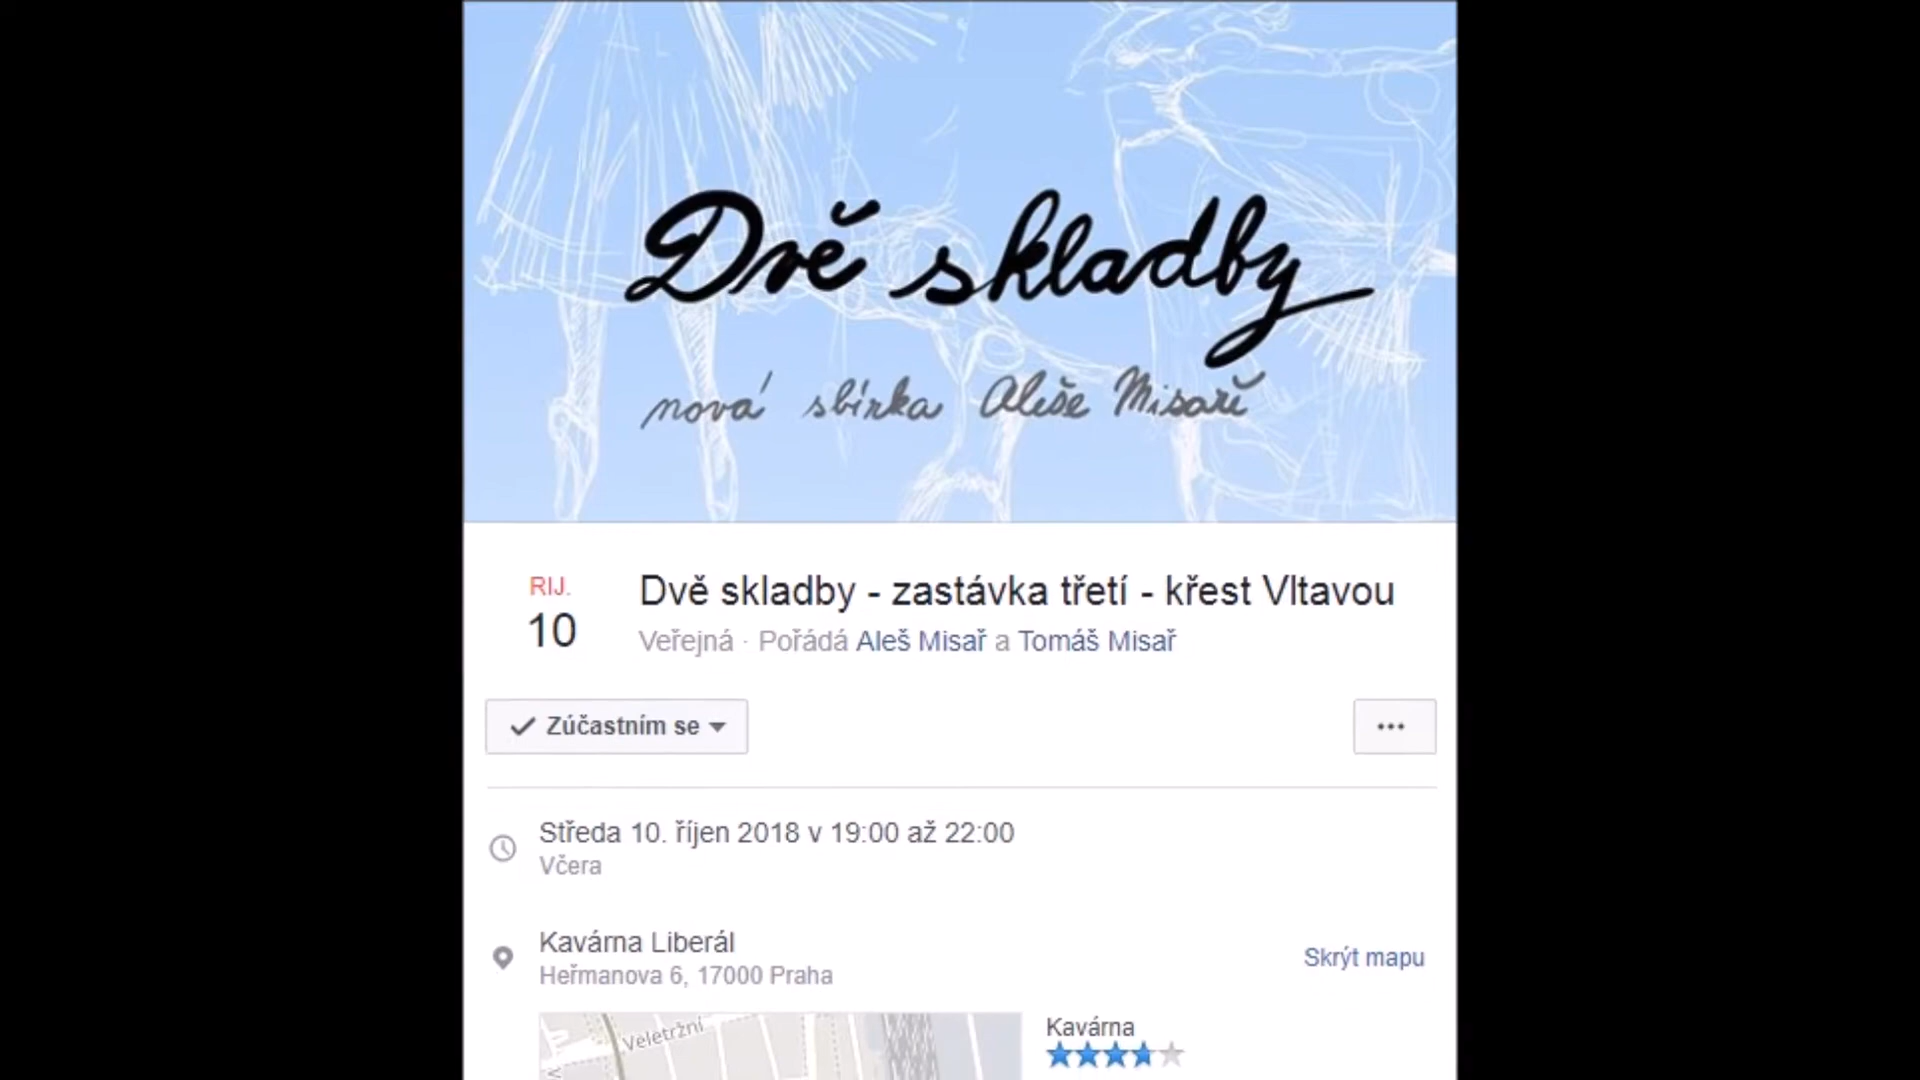 Dvě skladby
nová sbírka Aleše Misaře
RIJ.
10
Dvě skladby - zastávka třetí - křest Vltavou
Veřejná · Pořádá Aleš Misař a Tomáš Misař
Zúčastním se
Středa 10. říjen 2018 v 19:00 až 22:00
Včera
Kavárna Liberál
Heřmanova 6, 17000 Praha
Skrýt mapu
Veletržní
Kavárna